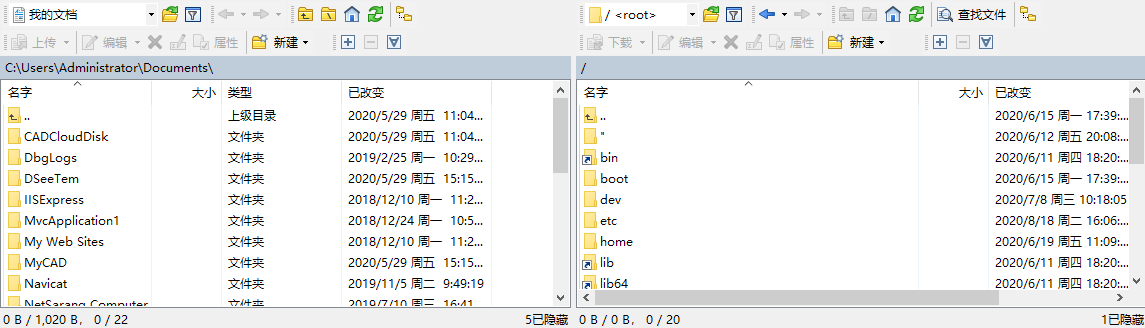 我的文档
/ <root>
查找文件
上传
编辑
属性
新建
下载
编辑
属性
新建
C:\Users\Administrator\Documents\
/
名字 大小 类型 已改变
.. 上级目录 2020/5/29 周五 11:04...
CADCloudDisk 文件夹 2020/5/29 周五 11:04...
DbgLogs 文件夹 2019/2/25 周一 10:29...
DSeeTem 文件夹 2020/5/29 周五 15:15...
IISExpress 文件夹 2018/12/10 周一 11:2...
MvcApplication1 文件夹 2018/12/24 周一 10:5...
My Web Sites 文件夹 2018/12/10 周一 11:2...
MyCAD 文件夹 2020/5/29 周五 15:15...
Navicat 文件夹 2019/11/5 周二 9:49:19
NetSarang Computer 文件夹 2019/7/10 周三 16:41
0 B / 1,020 B, 0 / 22 5已隐藏
名字 大小 已改变
.. 2020/6/15 周一 17:39:...
" 2020/6/12 周五 20:08:...
bin 2020/6/11 周四 18:20:...
boot 2020/6/15 周一 17:39:...
dev 2020/7/8 周三 10:18:05
etc 2020/8/18 周二 16:06:...
home 2020/6/19 周五 11:09:...
lib 2020/6/11 周四 18:20:...
lib64 2020/6/11 周四 18:20:...
0 B / 0 B, 0 / 20 1已隐藏